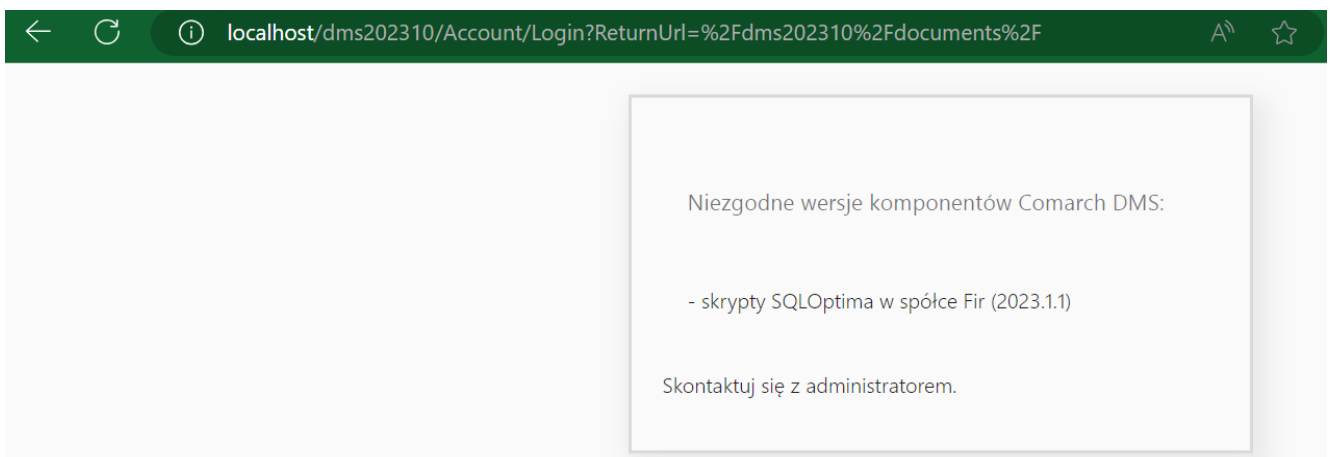 localhost/dms202310/Account/Login?ReturnUrl=%2Fdms202310%2Fdocuments%2F
Niezgodne wersje komponentów Comarch DMS:
- skrypty SQLOptima w spółce Fir (2023.1.1)
Skontaktuj się z administratorem.